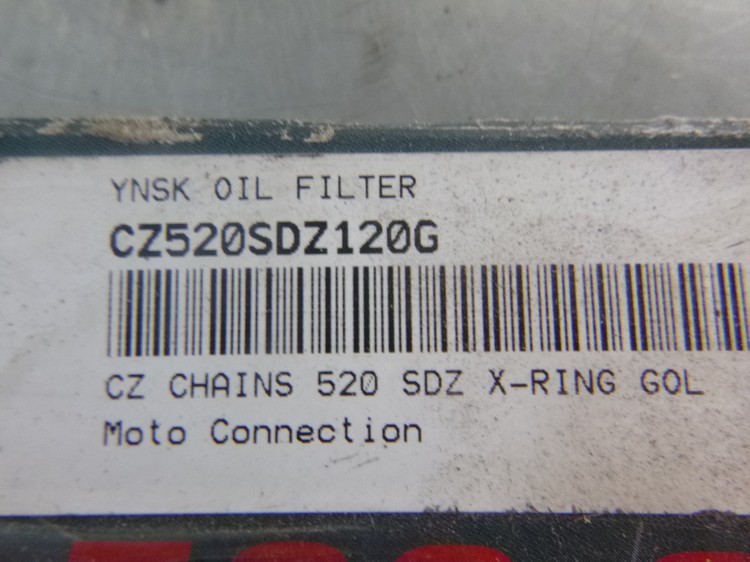 YNSK OIL FILTER
CZ520SDZ120G
CZ CHAINS 520 SDZ X-RING GOL
Moto Connection